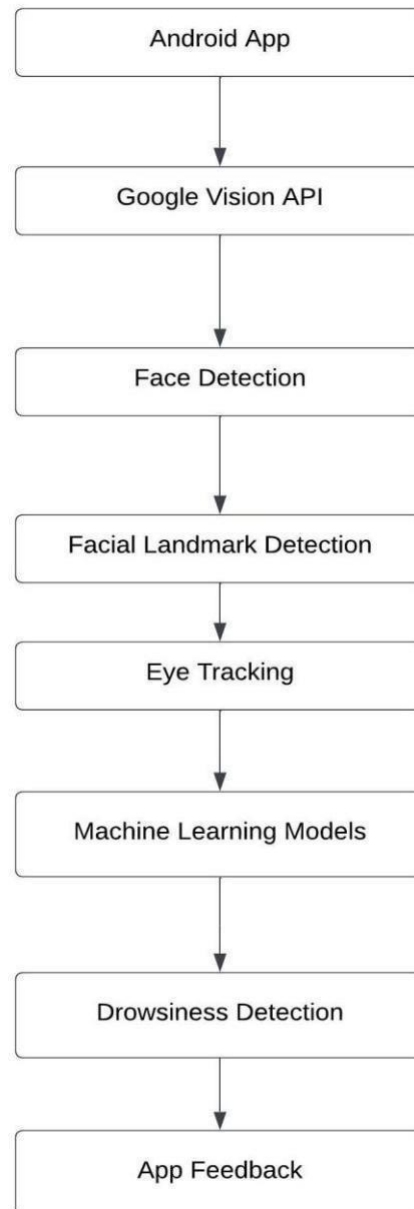 Android App
Google Vision API
Face Detection
Facial Landmark Detection
Eye Tracking
Machine Learning Models
Drowsiness Detection
App Feedback